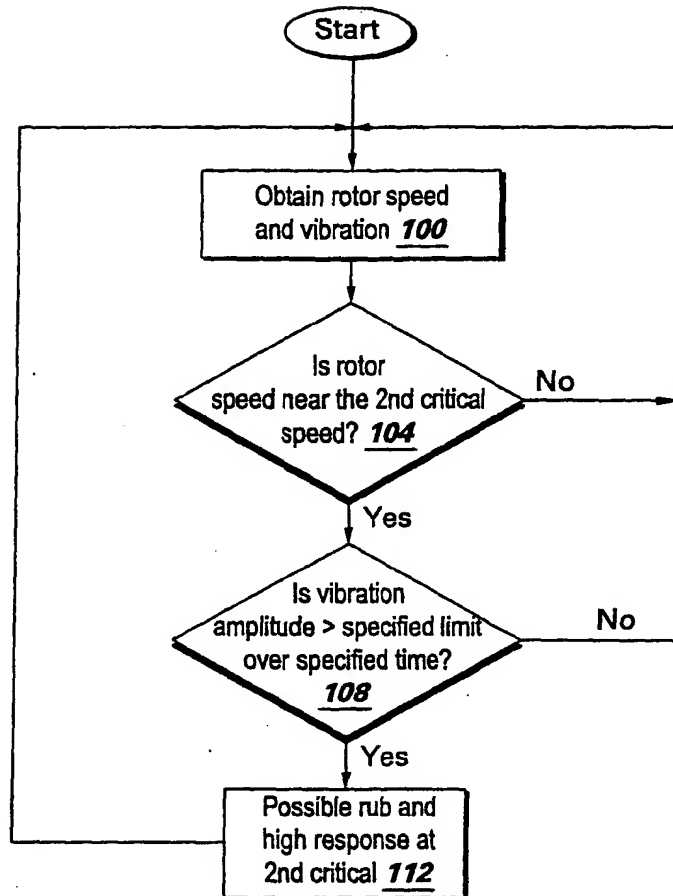 Start
Obtain rotor speed
and vibration 100
Is rotor
speed near the 2nd critical
speed? 104
No
Yes
Is vibration
amplitude > specified limit
over specified time?
108
No
Yes
Possible rub and
high response at
2nd critical 112